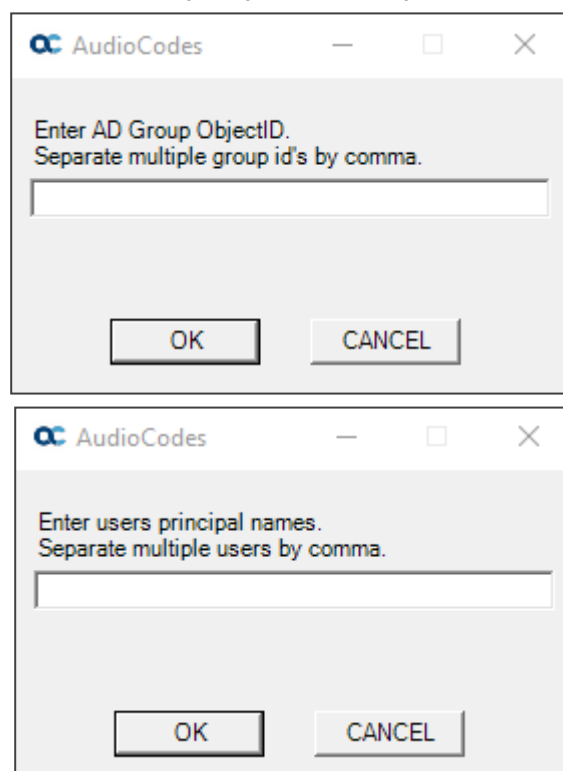 AudioCodes
Enter AD Group ObjectID.
Separate multiple group id's by comma.
OK CANCEL
AudioCodes
Enter users principal names.
Separate multiple users by comma.
OK CANCEL